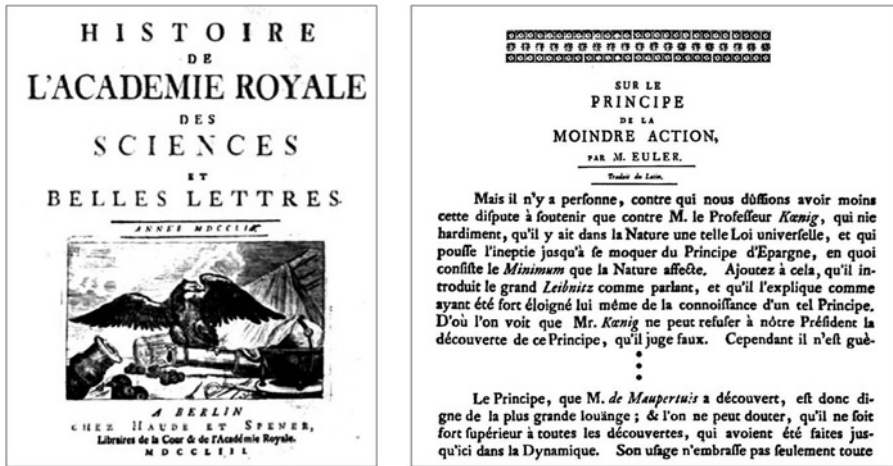 HISTOIRE
DE
L'ACADEMIE ROYALE
DES
SCIENCES
ET
BELLES LETTRES.
ANNEE
A BERLIN
CHEZ HAUDE ET SPENER,
Libraires de la Cour & de l'Académie Royale.
MDCCLIII.
SUR LE
PRINCIPE
DE LA
MOINDRE ACTION,
PAR M. EULER.
Traduit du Latin.
Mais il n'y a perſonne, contre qui nous dûſſions avoir moins
cette diſpute à ſoutenir que contre M. le Profeſſeur Kœnig, qui nie
hardiment, qu'il y ait dans la Nature une telle Loi univerſelle, et qui
pouſſe l'ineptie jusqu'à ſe moquer du Principe d'Epargne, en quoi
conſiſte le Minimum que la Nature affecte. Ajoutez à cela, qu'il in-
troduit le grand Leibnitz comme parlant, et qu'il l'explique comme
ayant été fort éloigné lui même de la connoiſſance d'un tel Principe.
D'où l'on voit que Mr. Kœnig ne peut refuſer à nôtre Préſident la
découverte de ce Principe, qu'il juge faux. Cependant il n'eſt guè-
Le Principe, que M. de Maupertuis a découvert, eſt donc di-
gne de la plus grande louänge; & l'on ne peut douter, qu'il ne ſoit
fort ſupérieur à toutes les découvertes, qui avoient été faites jus-
qu'ici dans la Dynamique. Son uſage n'embraſſe pas ſeulement toute